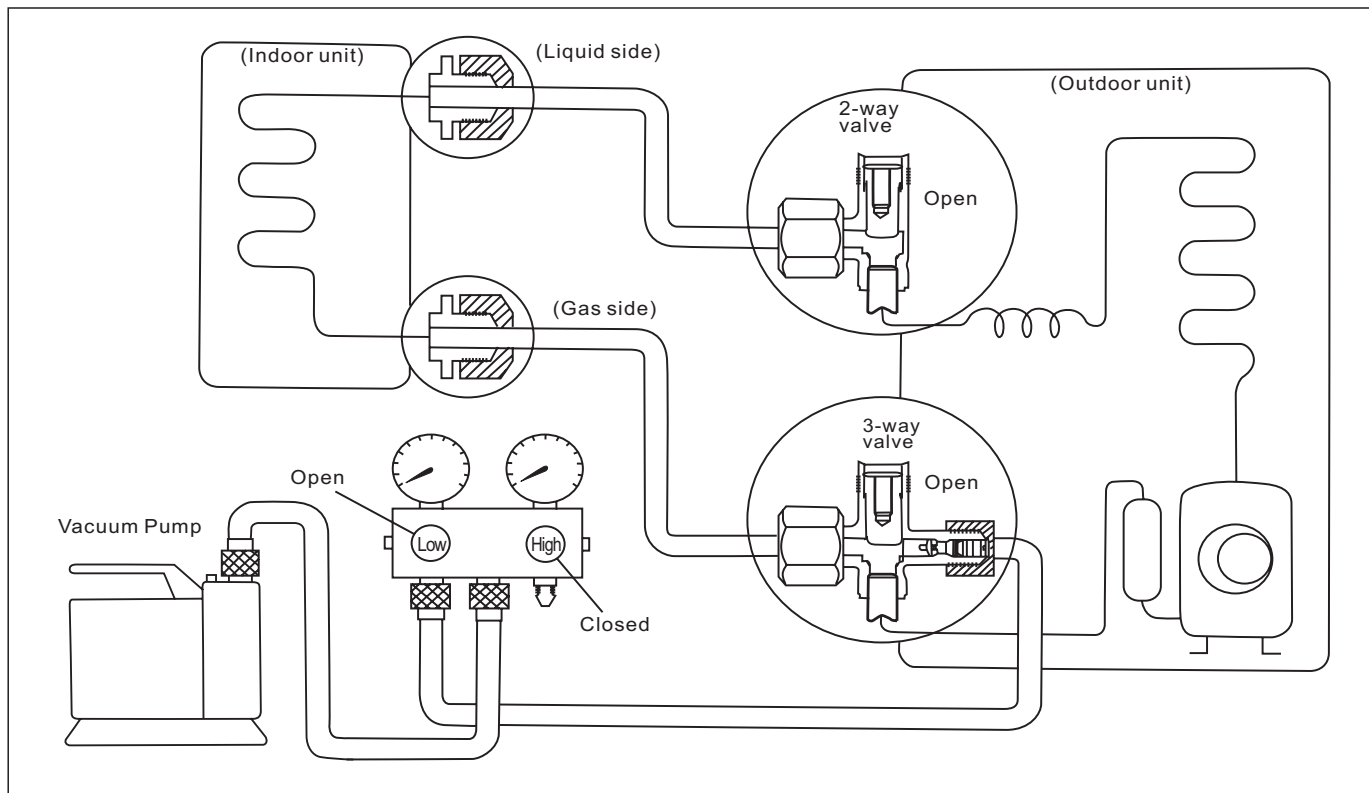 (Indoor unit)
(Liquid side)
(Outdoor unit)
2-way
valve
Open
(Gas side)
3-way
valve
Open
Open
Vacuum Pump
Low
High
Closed